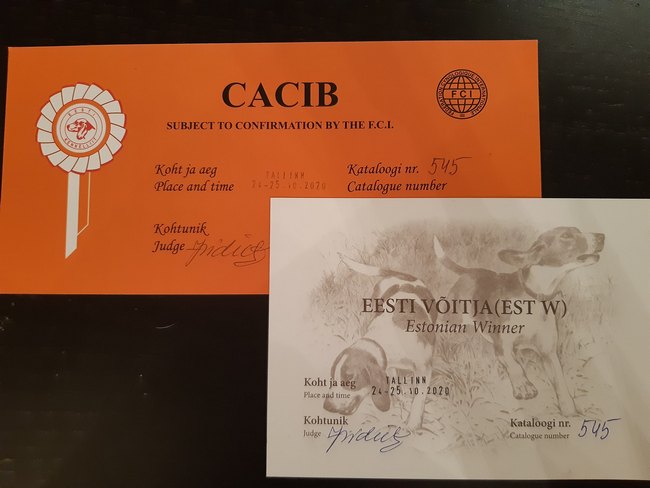 CACIB
SUBJECT TO CONFIRMATION BY THE F.C.I.
FCI
EESTI
Koht ja aeg
Place and time
TALLINN
24-25.10.2020
Kataloogi nr. 545
Catalogue number
Kohtunik
Judge
EESTI VÕITJA(EST W)
Estonian Winner
Koht ja aeg
Place and time
TALLINN
24-25.10.2020
Kohtunik
Judge
Kataloogi nr.
Catalogue number
545